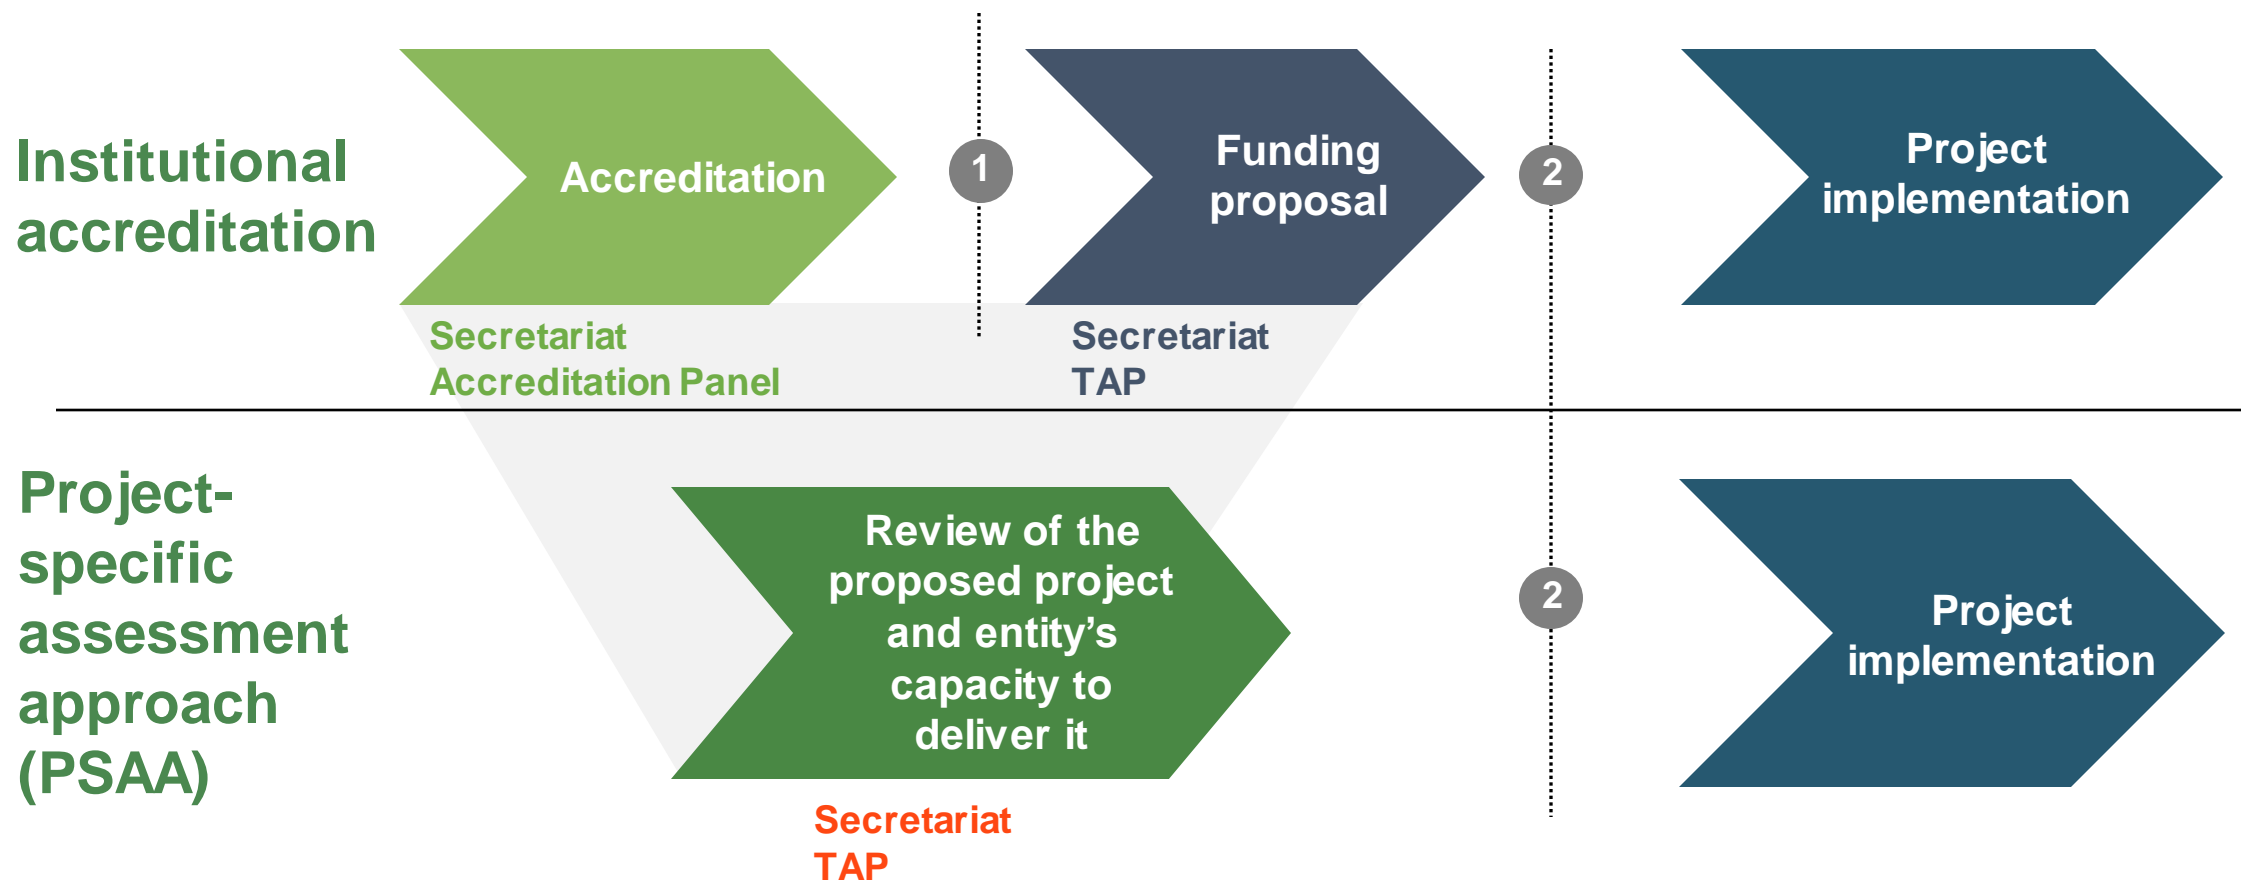 Institutional
accreditation
Accreditation
1
Funding
proposal
2
Project
implementation
Secretariat
Accreditation Panel
Secretariat
TAP
Project-
specific
assessment
approach
(PSAA)
Review of the
proposed project
and entity’s
capacity to
deliver it
2
Project
implementation
Secretariat
TAP